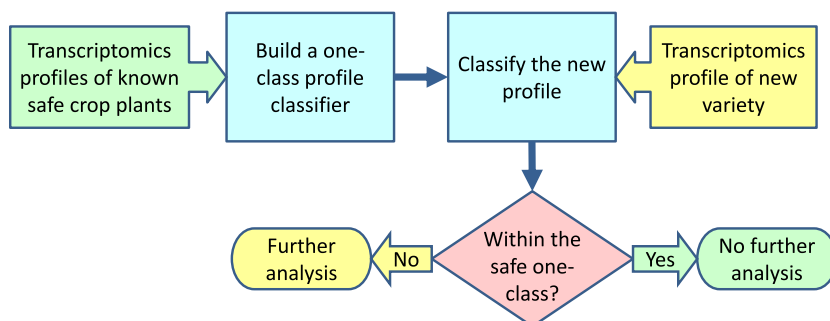 Transcriptomics
profiles of known
safe crop plants
Build a one-
class profile
classifier
Classify the new
profile
Transcriptomics
profile of new
variety
Further
analysis
No
Within the
safe one-
class?
Yes
No further
analysis